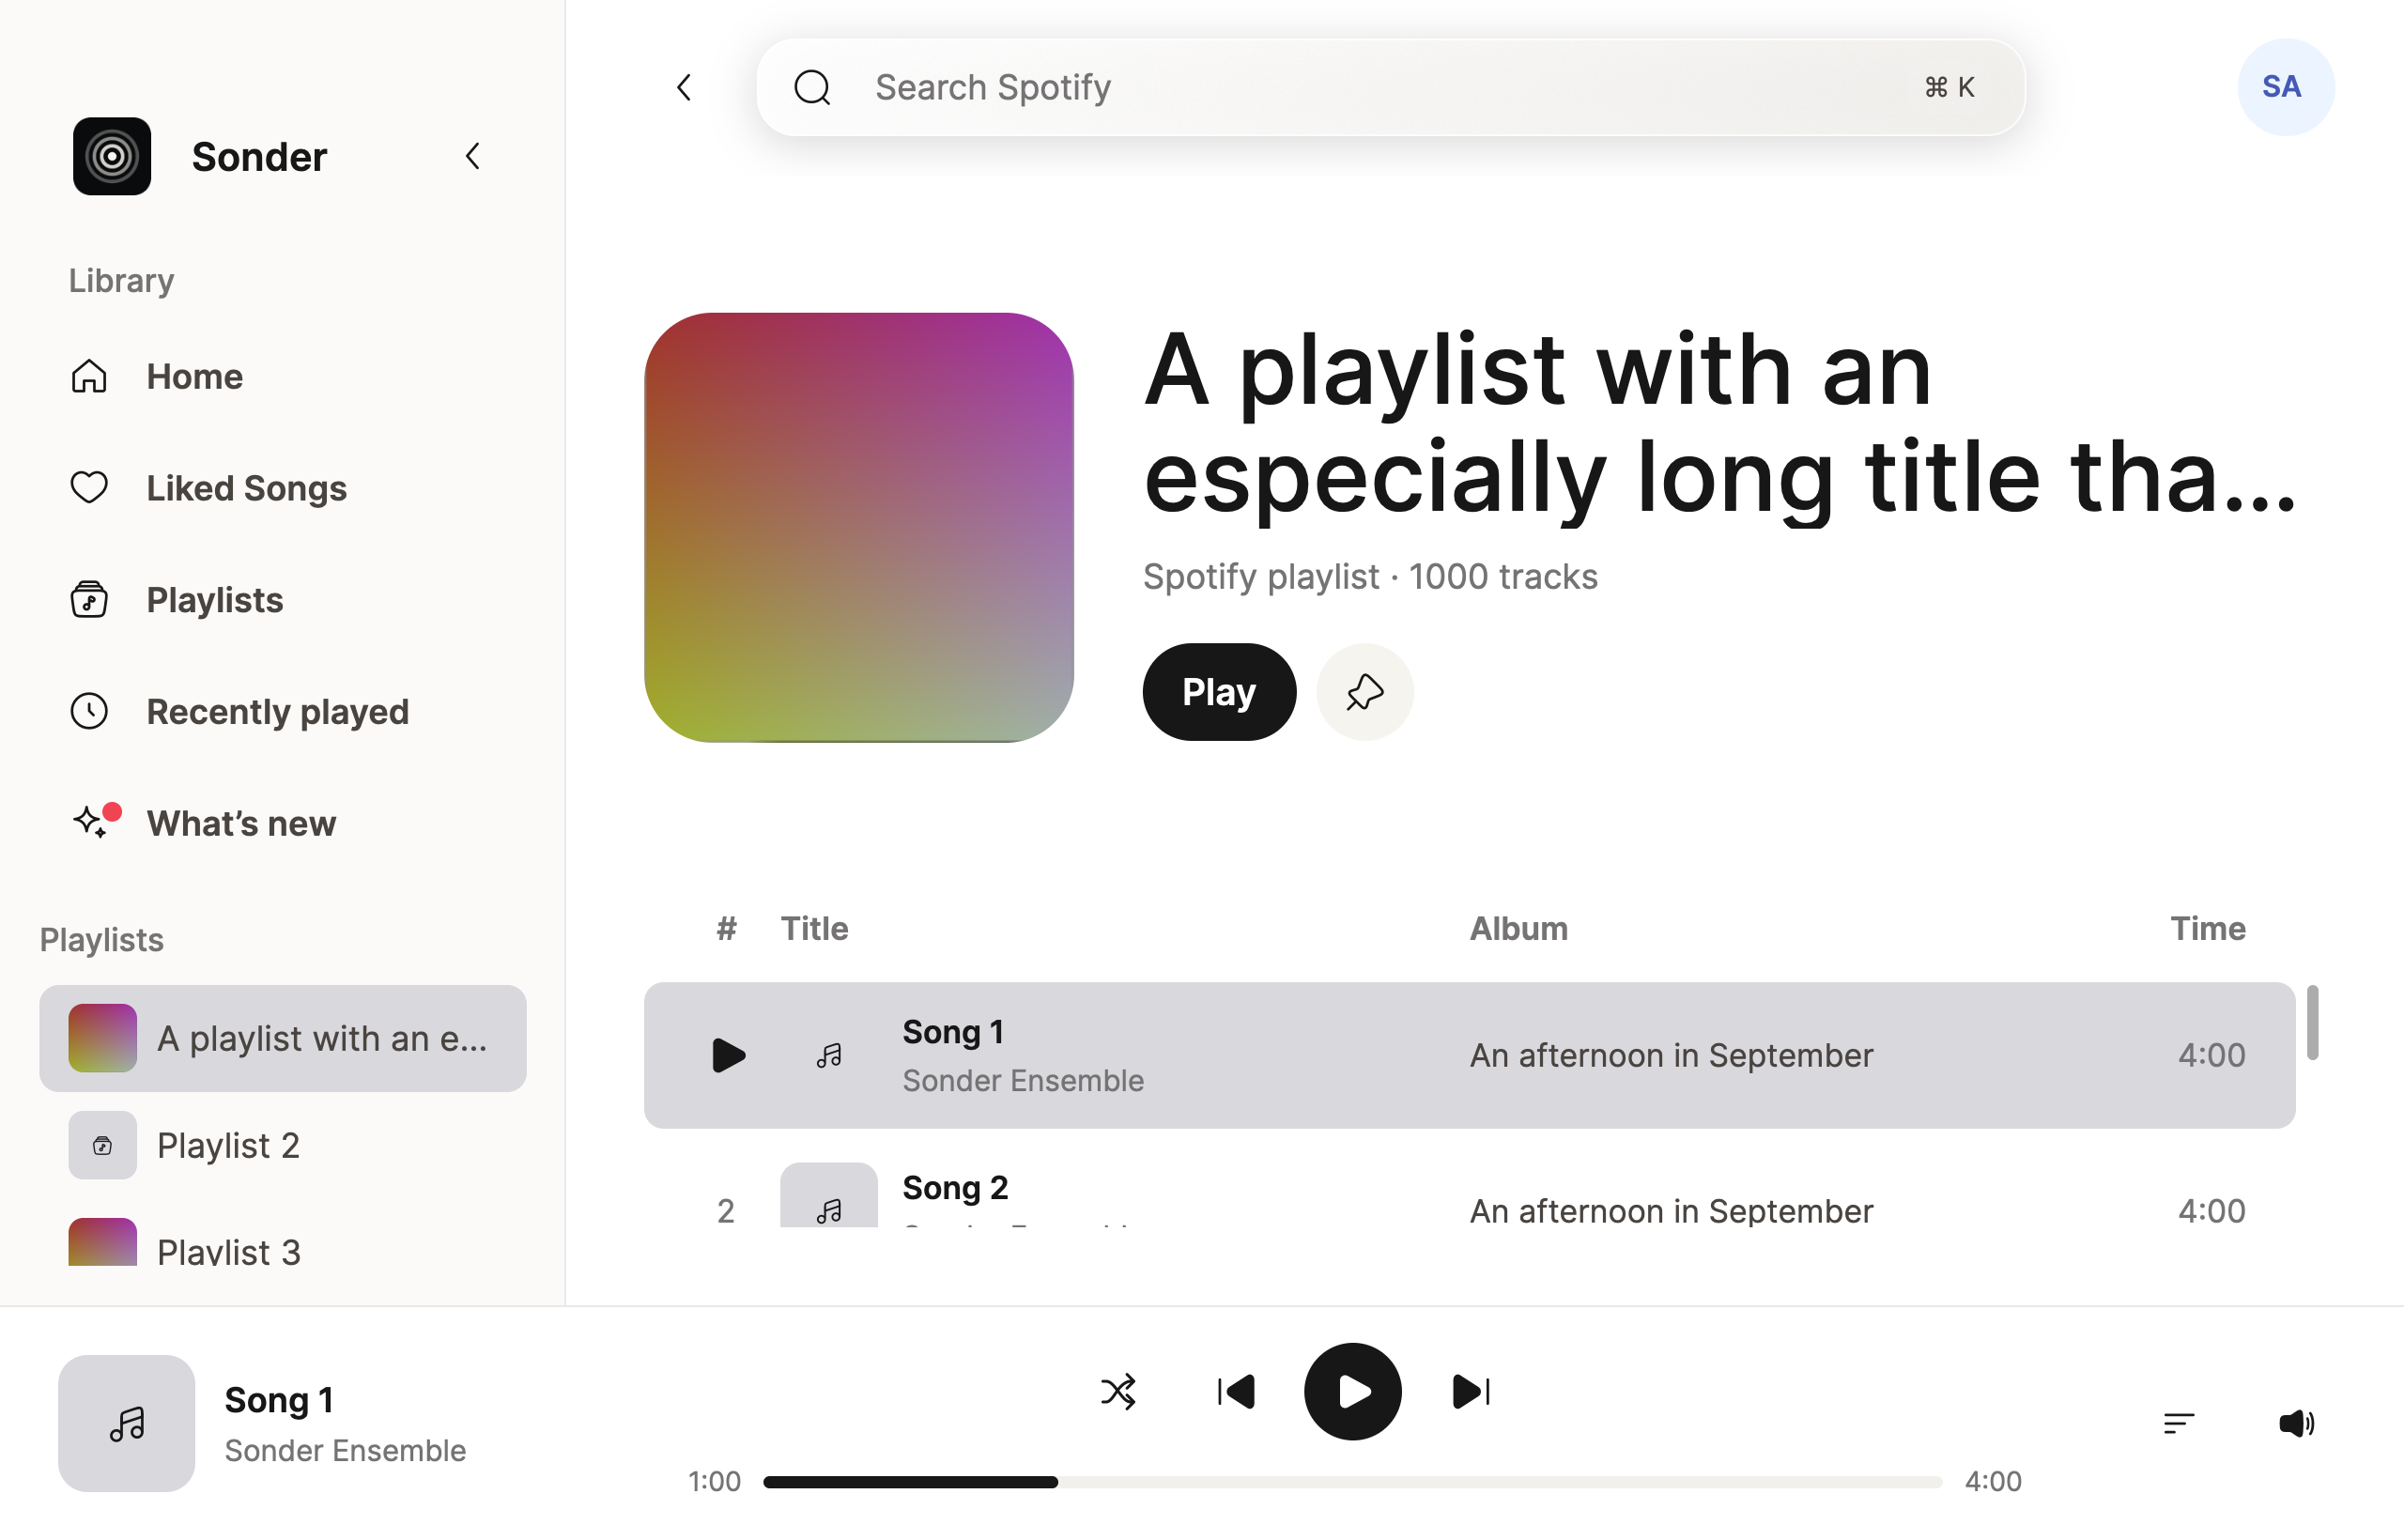 Sonder
Library
Home
Liked Songs
Playlists
Recently played
What’s new
Playlists
A playlist with an e...
Playlist 2
Playlist 3
Search Spotify
⌘ K
SA
A playlist with an
especially long title tha...
Spotify playlist · 1000 tracks
Play
# Title Album Time
Song 1
Sonder Ensemble
An afternoon in September
4:00
2
Song 2
An afternoon in September
4:00
Song 1
Sonder Ensemble
1:00
4:00